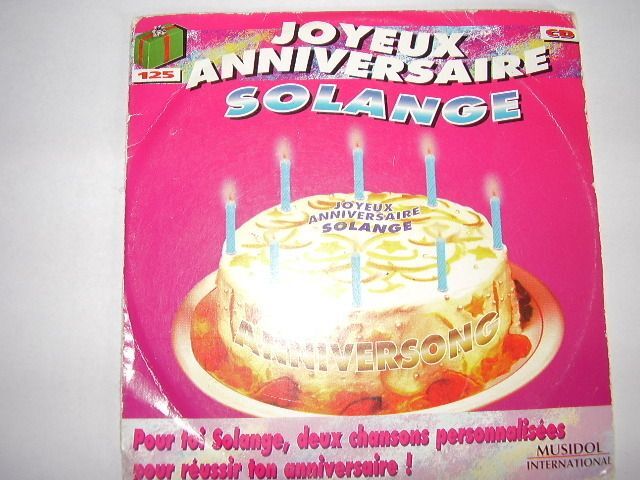 JOYEUX
ANNIVERSAIRE
SOLANGE
CD
125
JOYEUX
ANNIVERSAIRE
SOLANGE
ANNIVERSONG
Pour toi Solange, deux chansons personnalisées
pour réussir ton anniversaire !
MUSIDOL
INTERNATIONAL